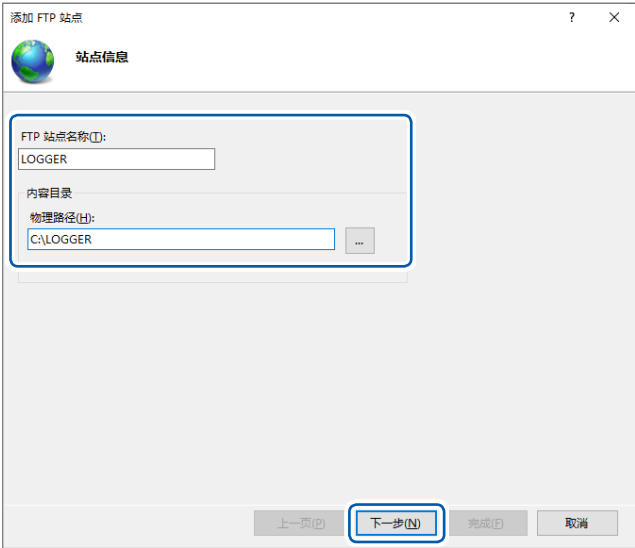 添加 FTP 站点
?
站点信息
FTP 站点名称(T):
LOGGER
内容目录
物理路径(H):
C:\LOGGER
...
上一页(P) 下一步(N) 完成(F) 取消